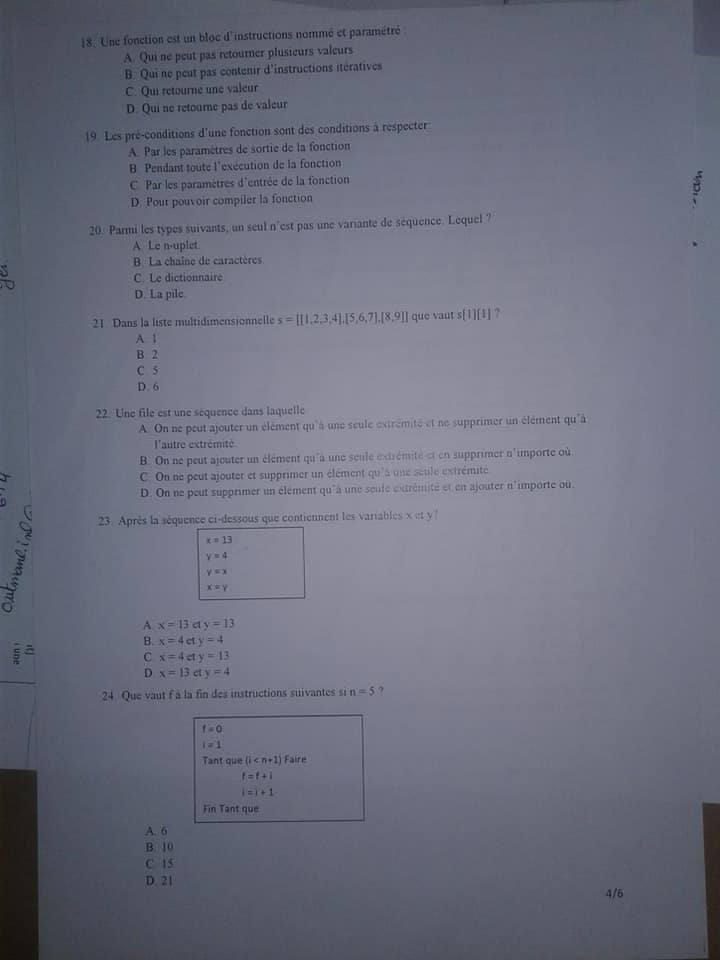 18. Une fonction est un bloc d'instructions nommé et paramétré :
A. Qui ne peut pas retourner plusieurs valeurs
B. Qui ne peut pas contenir d'instructions itératives
C. Qui retourne une valeur
D. Qui ne retourne pas de valeur
19. Les pré-conditions d'une fonction sont des conditions à respecter:
A. Par les paramètres de sortie de la fonction
B. Pendant toute l'exécution de la fonction
C. Par les paramètres d'entrée de la fonction
D. Pour pouvoir compiler la fonction
20. Parmi les types suivants, un seul n'est pas une variante de séquence. Lequel ?
A. Le n-uplet.
B. La chaîne de caractères.
C. Le dictionnaire.
D. La pile.
21. Dans la liste multidimensionnelle s = [[1,2,3,4],[5,6,7],[8,9]] que vaut s[1][1] ?
A. 1
B. 2
C. 5
D. 6
22. Une file est une séquence dans laquelle
A. On ne peut ajouter un élément qu'à une seule extrémité et ne supprimer un élément qu'à
l'autre extrémité.
B. On ne peut ajouter un élément qu'à une seule extrémité et en supprimer n'importe où.
C. On ne peut ajouter et supprimer un élément qu'à une seule extrémité.
D. On ne peut supprimer un élément qu'à une seule extrémité et en ajouter n'importe où.
23. Après la séquence ci-dessous que contiennent les variables x et y?
x = 13
y = 4
y = x
x = y
A. x = 13 et y = 13
B. x = 4 et y = 4
C. x = 4 et y = 13
D. x = 13 et y = 4
24. Que vaut f à la fin des instructions suivantes si n = 5 ?
f = 0
i = 1
Tant que (i < n+1) Faire
f = f + i
i = i + 1
Fin Tant que
A. 6
B. 10
C. 15
D. 21
4/6
une